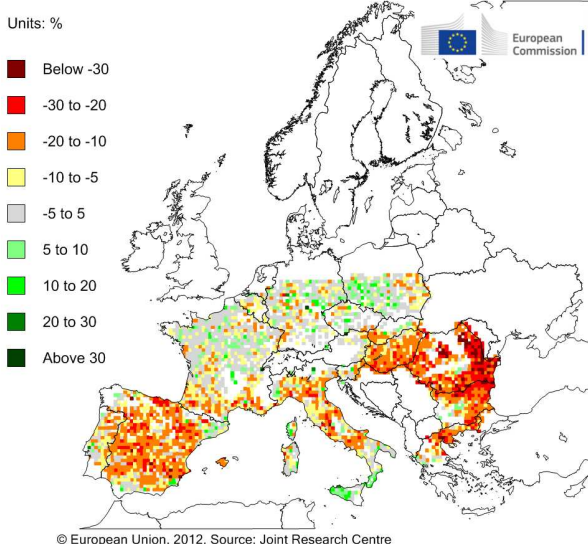 Units: %
Below -30
-30 to -20
-20 to -10
-10 to -5
-5 to 5
5 to 10
10 to 20
20 to 30
Above 30
European
Commission
© European Union, 2012. Source: Joint Research Centre